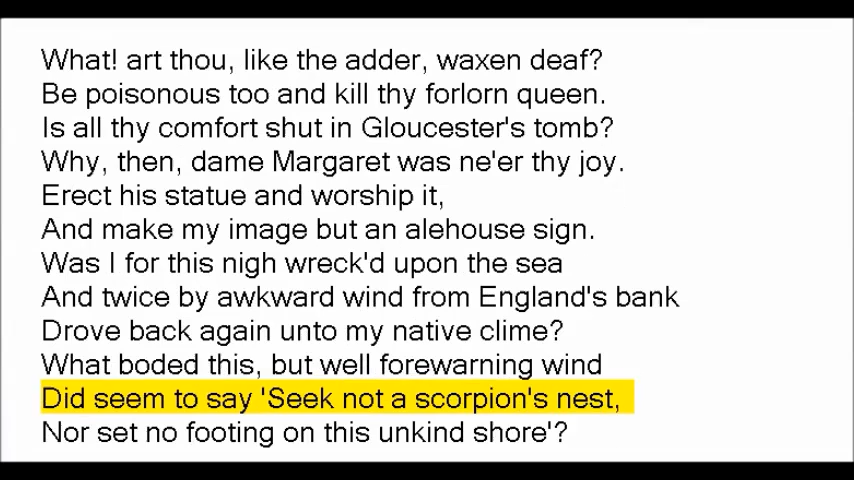 What! art thou, like the adder, waxen deaf?
Be poisonous too and kill thy forlorn queen.
Is all thy comfort shut in Gloucester's tomb?
Why, then, dame Margaret was ne'er thy joy.
Erect his statue and worship it,
And make my image but an alehouse sign.
Was I for this nigh wreck'd upon the sea
And twice by awkward wind from England's bank
Drove back again unto my native clime?
What boded this, but well forewarning wind
Did seem to say 'Seek not a scorpion's nest,
Nor set no footing on this unkind shore'?